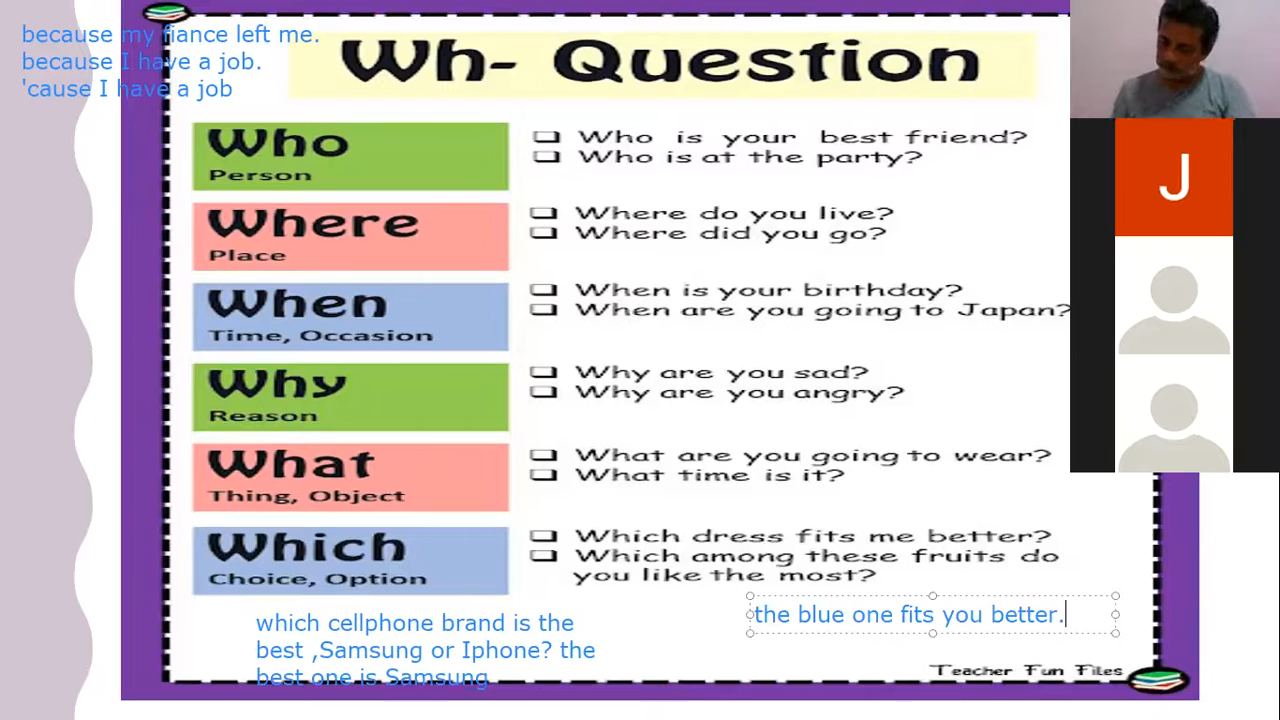 because my fiance left me.
because I have a job.
'cause I have a job
Wh- Question
Who
Person
Who is your best friend?
Who is at the party?
Where
Place
Where do you live?
Where did you go?
When
Time, Occasion
When is your birthday?
When are you going to Japan?
Why
Reason
Why are you sad?
Why are you angry?
What
Thing, Object
What are you going to wear?
What time is it?
Which
Choice, Option
Which dress fits me better?
Which among these fruits do
you like the most?
which cellphone brand is the
best ,Samsung or Iphone? the
best one is Samsung
the blue one fits you better.
Teacher Fun Files
J